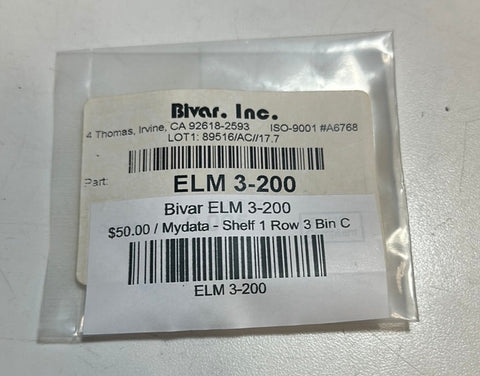 Bivar, Inc.
4 Thomas, Irvine, CA 92618-2593 ISO-9001 #A6768
LOT1: 89516/AC//17.7
Part:
ELM 3-200
Bivar ELM 3-200
$50.00 / Mydata - Shelf 1 Row 3 Bin C
ELM 3-200